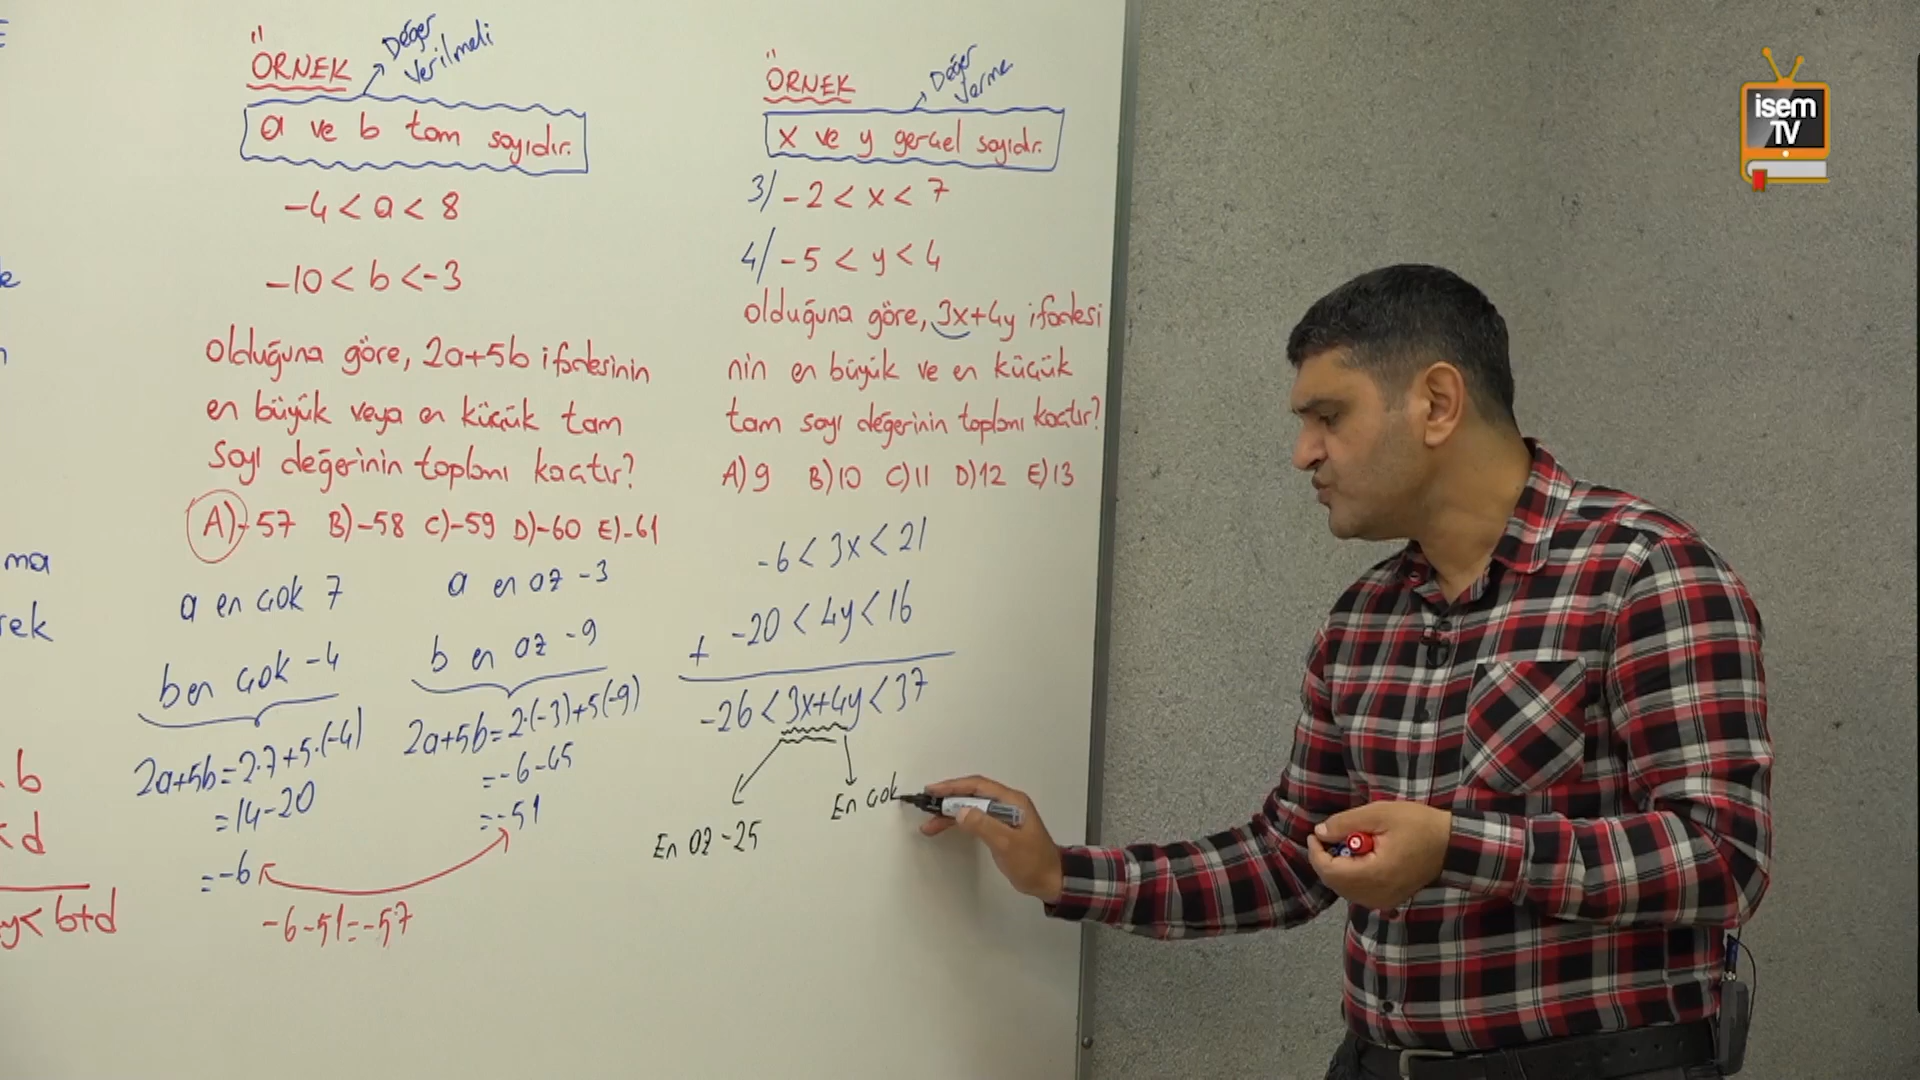 ÖRNEK
Değer
Verilmeli
a ve b tam sayıdır.
-4 < a < 8
-10 < b < -3
olduğuna göre, 2a+5b ifadesinin
en büyük veya en küçük tam
sayı değerinin toplamı kaçtır?
A) -57 B) -58 C) -59 D) -60 E) -61
a en çok 7
b en çok -4
2a+5b=2.7+5.(-4)
=14-20
=-6
a en az -3
b en az -9
2a+5b=2.(-3)+5(-9)
=-6-45
=-51
-6-51=-57
ÖRNEK
Değer
Verme
x ve y gerçel sayıdır.
3/ -2 < x < 7
4/ -5 < y < 4
olduğuna göre, 3x+4y ifadesi
nin en büyük ve en küçük
tam sayı değerinin toplamı kaçtır?
A) 9 B) 10 C) 11 D) 12 E) 13
-6 < 3x < 21
+ -20 < 4y < 16
-26 < 3x+4y < 37
En az -25
En çok
ma
rek
b
< d
y < b+d
isem
TV